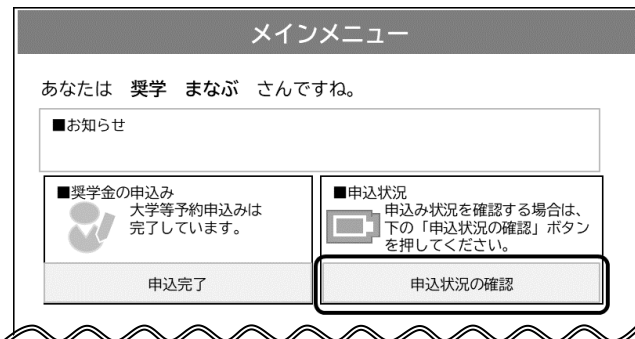 メインメニュー
あなたは 奨学 まなぶ さんですね。
■お知らせ
■奨学金の申込み
大学等予約申込みは
完了しています。
申込完了
■申込状況
申込み状況を確認する場合は、
下の「申込状況の確認」ボタン
を押してください。
申込状況の確認